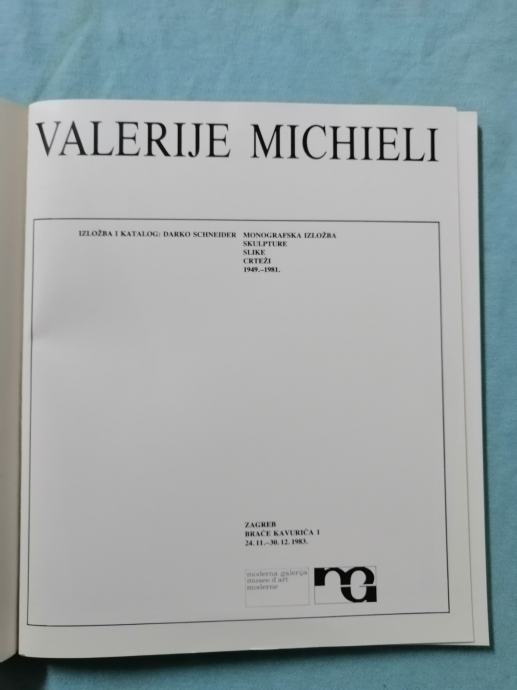 VALERIJE MICHIELI
IZLOŽBA I KATALOG: DARKO SCHNEIDER
MONOGRAFSKA IZLOŽBA
SKULPTURE
SLIKE
CRTEŽI
1949.–1981.
ZAGREB
BRAĆE KAVURIĆA 1
24. 11.–30. 12. 1983.
moderna galerija
musee d'art
moderne